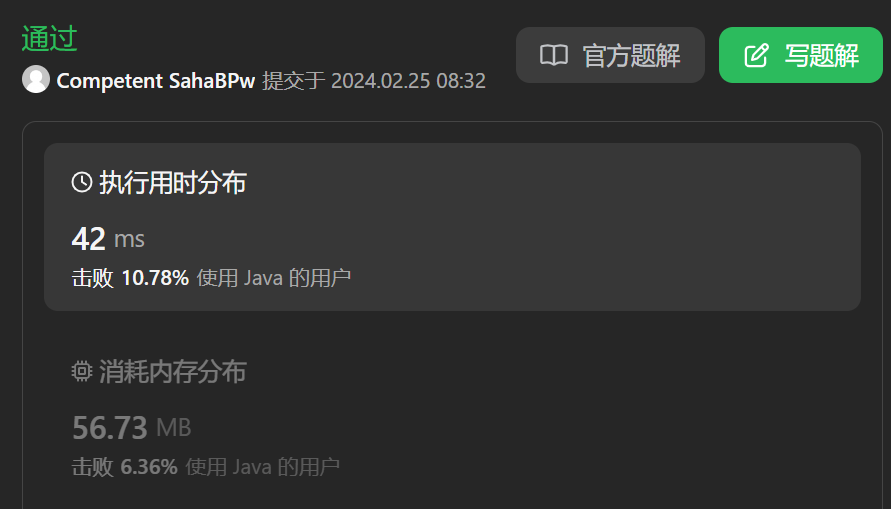 通过
官方题解
写题解
Competent SahaBPw 提交于 2024.02.25 08:32
执行用时分布
42 ms
击败 10.78% 使用 Java 的用户
消耗内存分布
56.73 MB
击败 6.36% 使用 Java 的用户